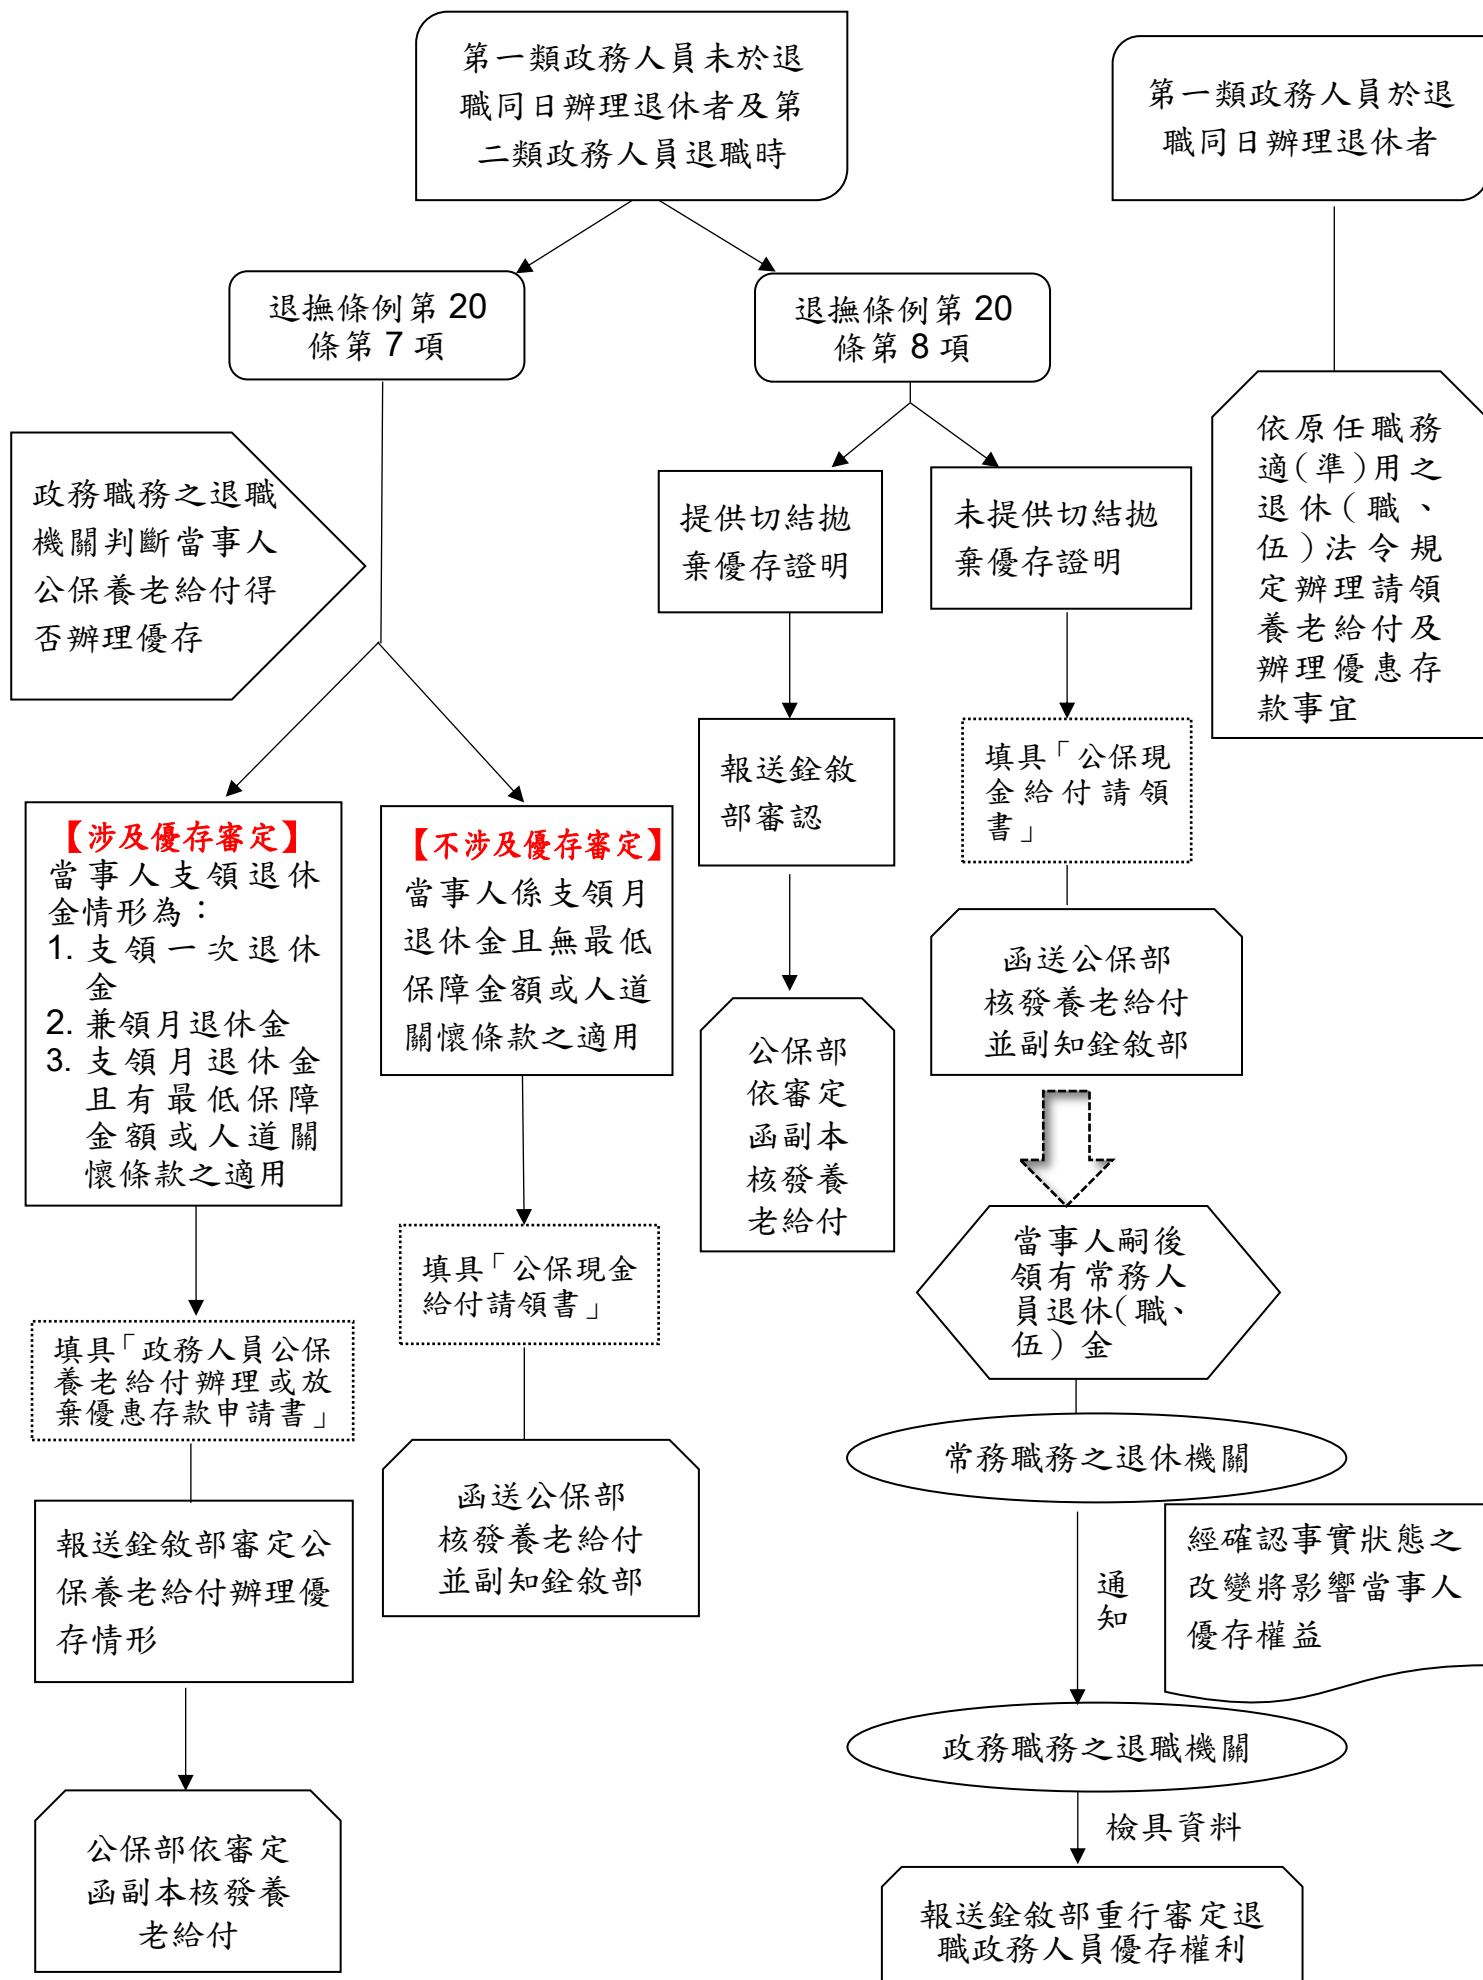 第一類政務人員未於退
職同日辦理退休者及第
二類政務人員退職時
第一類政務人員於退
職同日辦理退休者
退撫條例第 20
條第 7 項
退撫條例第 20
條第 8 項
政務職務之退職
機關判斷當事人
公保養老給付得
否辦理優存
提供切結拋
棄優存證明
未提供切結拋
棄優存證明
依原任職務
適(準)用之
退休(職、
伍)法令規
定辦理請領
養老給付及
辦理優惠存
款事宜
報送銓敘
部審認
填具「公保現
金給付請領
書」
【涉及優存審定】
當事人支領退休
金情形為：
1. 支領一次退休
金
2. 兼領月退休金
3. 支領月退休金
且有最低保障
金額或人道關
懷條款之適用
【不涉及優存審定】
當事人係支領月
退休金且無最低
保障金額或人道
關懷條款之適用
公保部
依審定
函副本
核發養
老給付
函送公保部
核發養老給付
並副知銓敘部
當事人嗣後
領有常務人
員退休(職、
伍)金
填具「政務人員公保
養老給付辦理或放
棄優惠存款申請書」
填具「公保現金
給付請領書」
常務職務之退休機關
報送銓敘部審定公
保養老給付辦理優
存情形
函送公保部
核發養老給付
並副知銓敘部
通
知
經確認事實狀態之
改變將影響當事人
優存權益
政務職務之退職機關
檢具資料
公保部依審定
函副本核發養
老給付
報送銓敘部重行審定退
職政務人員優存權利